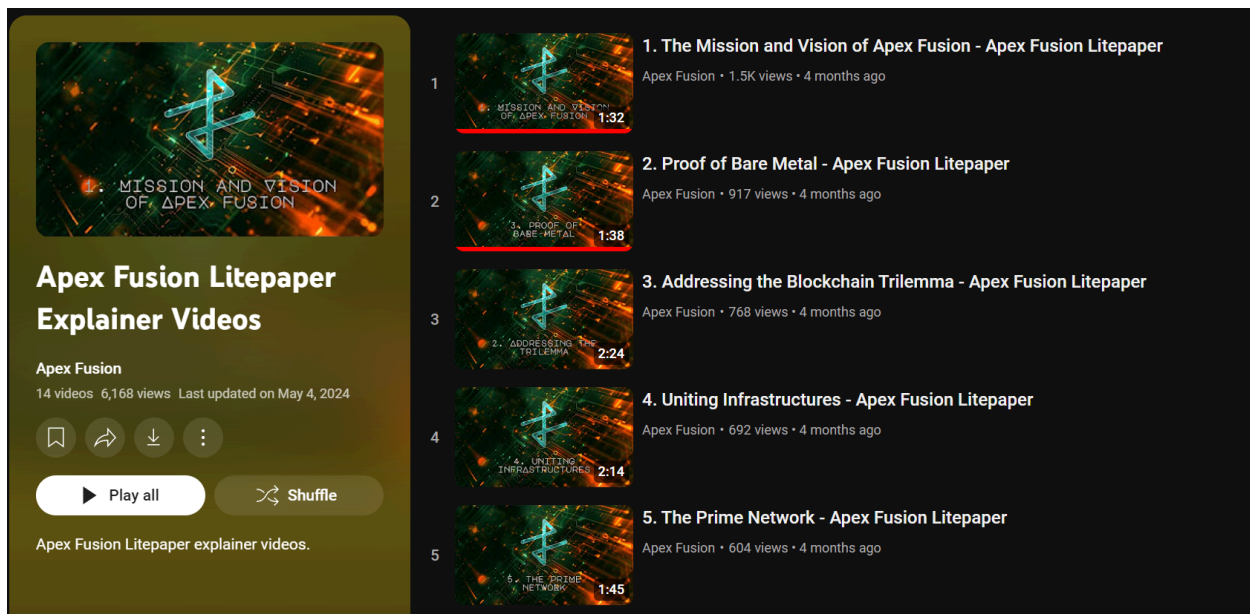 1. MISSION AND VISION
OF APEX FUSION
Apex Fusion Litepaper
Explainer Videos
Apex Fusion
14 videos 6,168 views Last updated on May 4, 2024
Play all
Shuffle
Apex Fusion Litepaper explainer videos.
1
1. MISSION AND VISION
OF APEX FUSION
1:32
1. The Mission and Vision of Apex Fusion - Apex Fusion Litepaper
Apex Fusion • 1.5K views • 4 months ago
2
3. PROOF OF
BARE METAL
1:38
2. Proof of Bare Metal - Apex Fusion Litepaper
Apex Fusion • 917 views • 4 months ago
3
2. ADDRESSING THE
TRILEMMA
2:24
3. Addressing the Blockchain Trilemma - Apex Fusion Litepaper
Apex Fusion • 768 views • 4 months ago
4
4. UNITING
INFRASTRUCTURES
2:14
4. Uniting Infrastructures - Apex Fusion Litepaper
Apex Fusion • 692 views • 4 months ago
5
5. THE PRIME
NETWORK
1:45
5. The Prime Network - Apex Fusion Litepaper
Apex Fusion • 604 views • 4 months ago